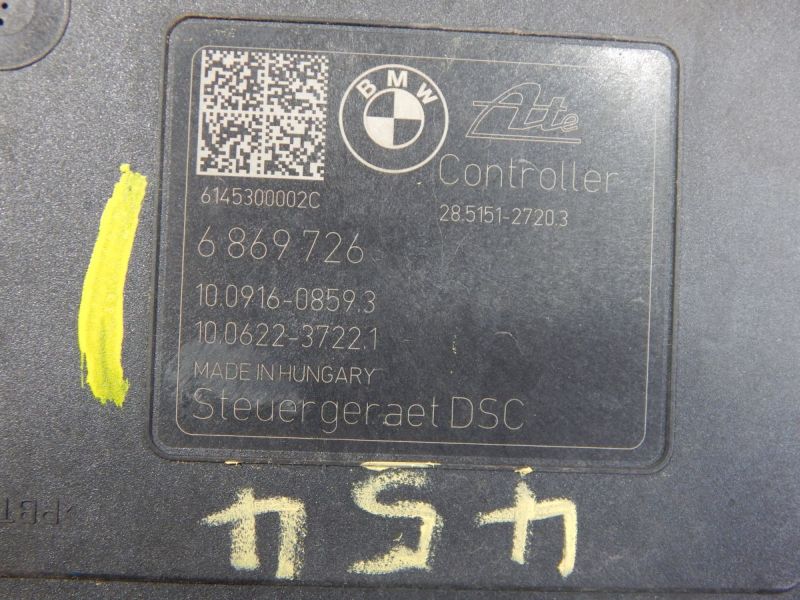 BMW
Ate
Controller
6145300002C
28.5151-2720.3
6 869 726
10.0916-0859.3
10.0622-3722.1
MADE IN HUNGARY
Steuergeraet DSC
454